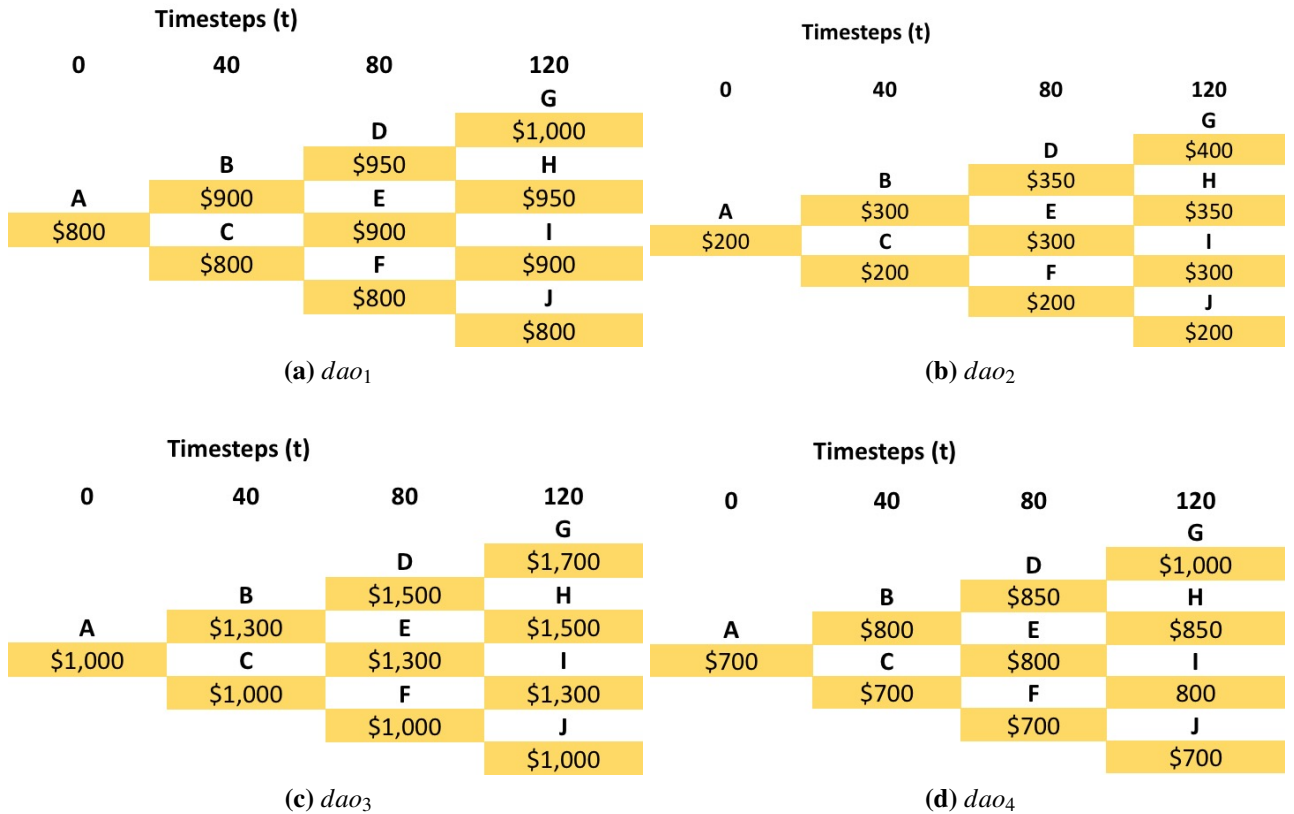 Timesteps (t)
0 40 80 120
G
D $1,000
B $950 H
A $900 E $950
$800 C $900 I
$800 F $900
$800 J
$800
(a) dao1
Timesteps (t)
0 40 80 120
G
D $400
B $350 H
A $300 E $350
$200 C $300 I
$200 F $300
$200 J
$200
(b) dao2
Timesteps (t)
0 40 80 120
G
D $1,700
B $1,500 H
A $1,300 E $1,500
$1,000 C $1,300 I
$1,000 F $1,300
$1,000 J
$1,000
(c) dao3
Timesteps (t)
0 40 80 120
G
D $1,000
B $850 H
A $800 E $850
$700 C $800 I
$700 F 800
$700 J
$700
(d) dao4